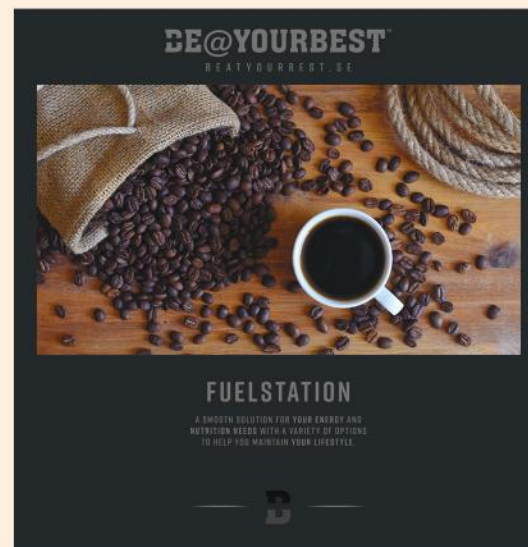 BE@YOURBEST
BEATYOURBEST.SE
FUELSTATION
A SMOOTH SOLUTION FOR YOUR ENERGY AND
NUTRITION NEEDS WITH A VARIETY OF OPTIONS
TO HELP YOU MAINTAIN YOUR LIFESTYLE.
B